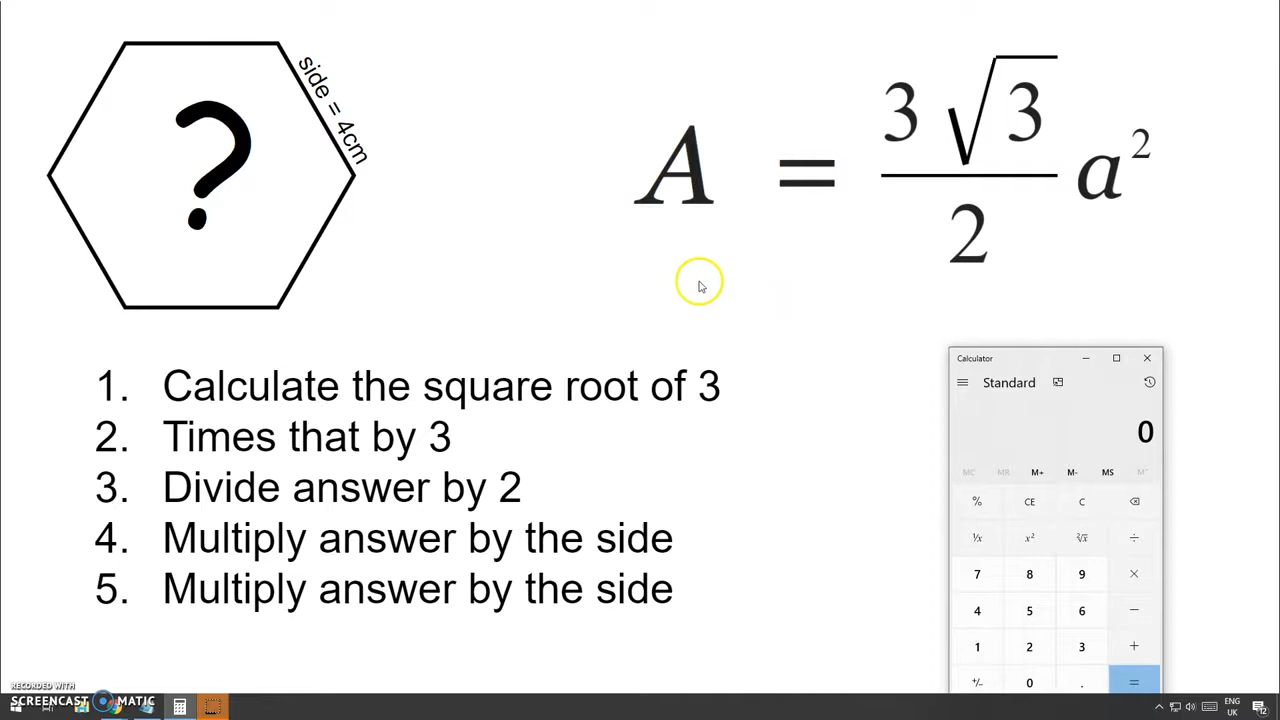 side = 4cm
?
A = 3 √3 / 2 a²
1. Calculate the square root of 3
2. Times that by 3
3. Divide answer by 2
4. Multiply answer by the side
5. Multiply answer by the side
Calculator
Standard
0
MC MR M+ M- MS M˅
% CE C
⅟x x² ²√x ÷
7 8 9 ×
4 5 6 −
1 2 3 +
+/- 0 . =
RECORDED WITH
SCREENCAST MATIC
ENG
UK
12